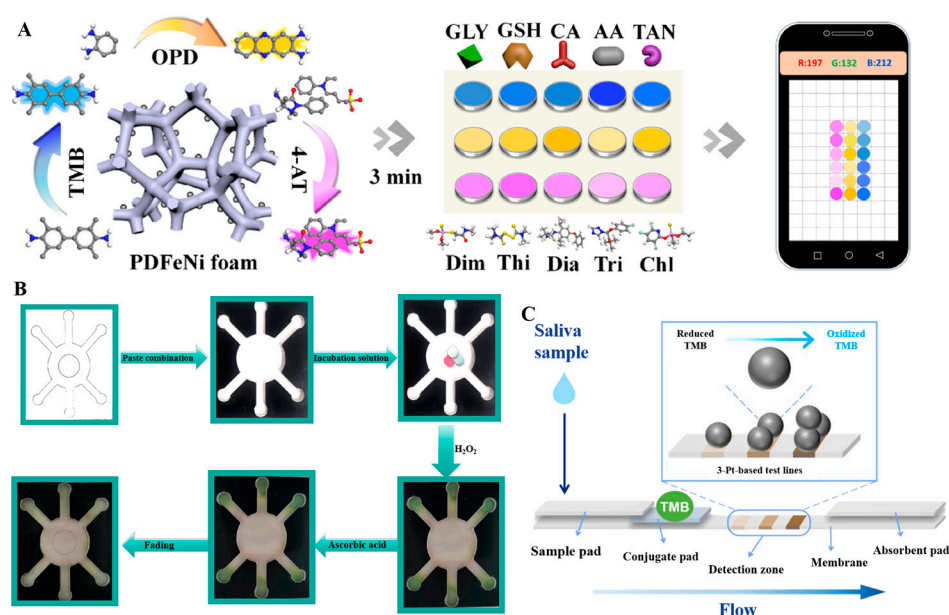 A
OPD
TMB
4-AT
PDFeNi foam
3 min
GLY GSH CA AA TAN
Dim Thi Dia Tri Chl
R:197 G:132 B:212
B
Paste combination
Incubation solution
H₂O₂
Ascorbic acid
Fading
C
Saliva
sample
Reduced
TMB
Oxidized
TMB
3-Pt-based test lines
TMB
Sample pad
Conjugate pad
Detection zone
Membrane
Absorbent pad
Flow